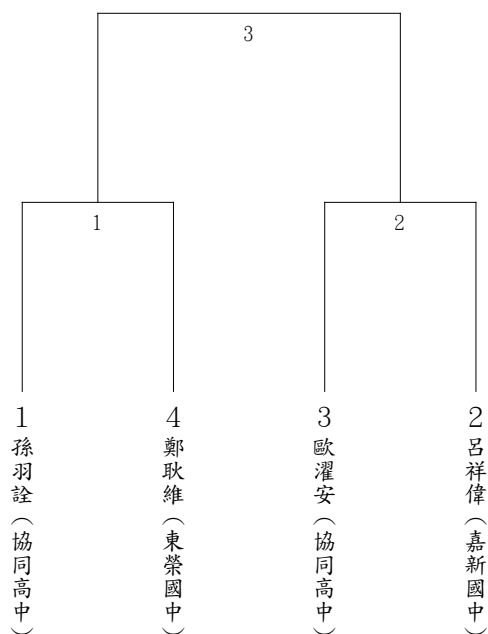 3
1
2
1 孫羽詮（協同高中）
4 鄭耿維（東榮國中）
3 歐濯安（協同高中）
2 呂祥偉（嘉新國中）